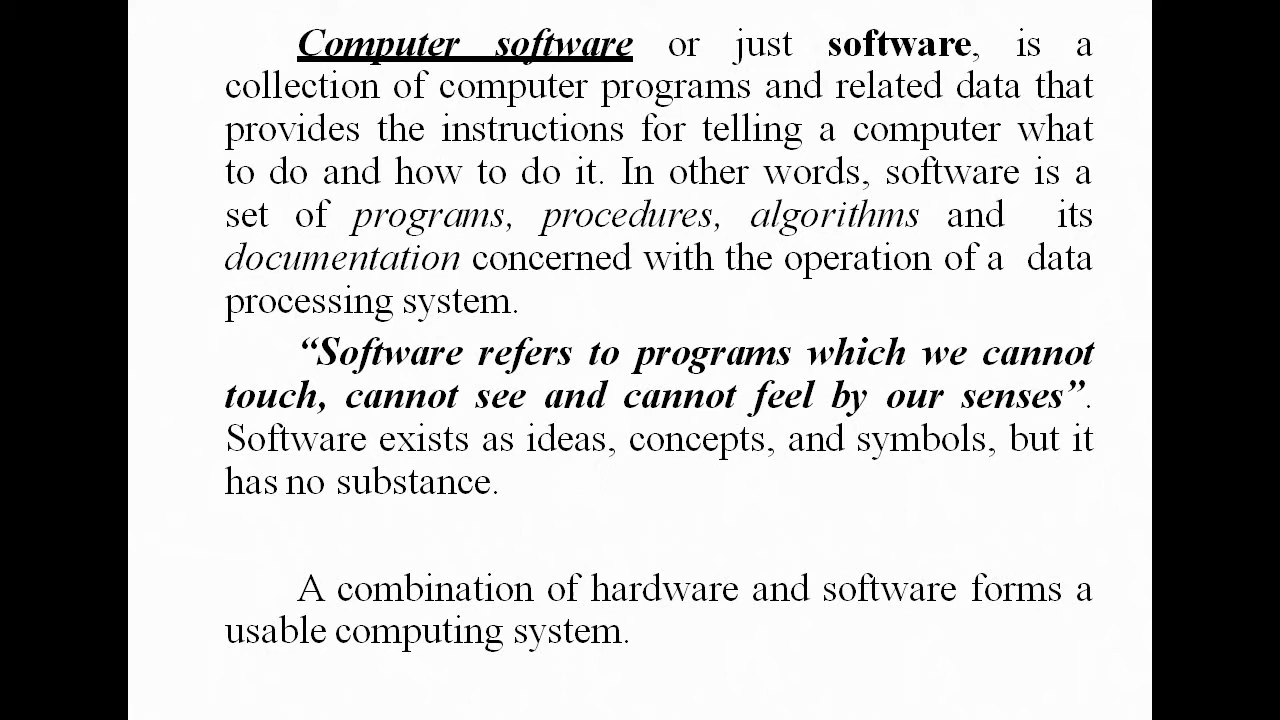 Computer software or just software, is a
collection of computer programs and related data that
provides the instructions for telling a computer what
to do and how to do it. In other words, software is a
set of programs, procedures, algorithms and its
documentation concerned with the operation of a data
processing system.
“Software refers to programs which we cannot
touch, cannot see and cannot feel by our senses”.
Software exists as ideas, concepts, and symbols, but it
has no substance.
A combination of hardware and software forms a
usable computing system.